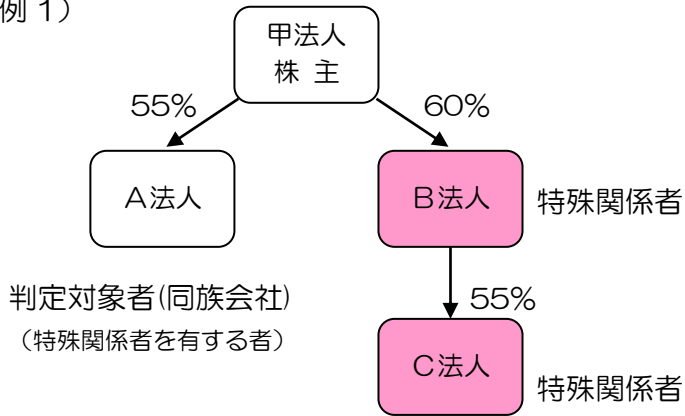 例 1）
甲法人
株 主
55%
60%
Ａ法人
Ｂ法人
特殊関係者
判定対象者(同族会社)
（特殊関係者を有する者）
55%
Ｃ法人
特殊関係者